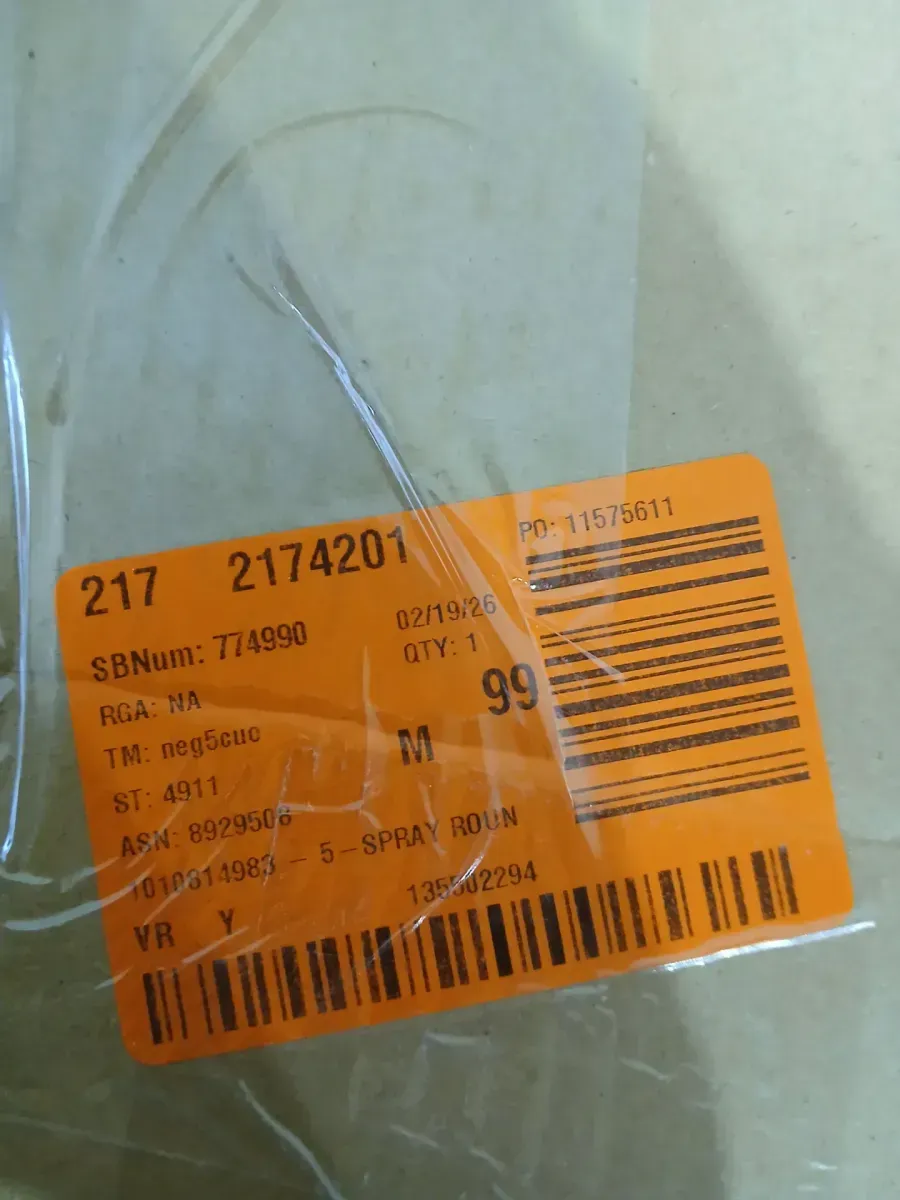 217 2174201
PO: 11575611
SBNum: 774990
02/19/26
RGA: NA
QTY: 1
99
TM: neg5cuo
M
ST: 4911
ASN: 8929508
1010814983 - 5-SPRAY ROUN
VR Y
135502294